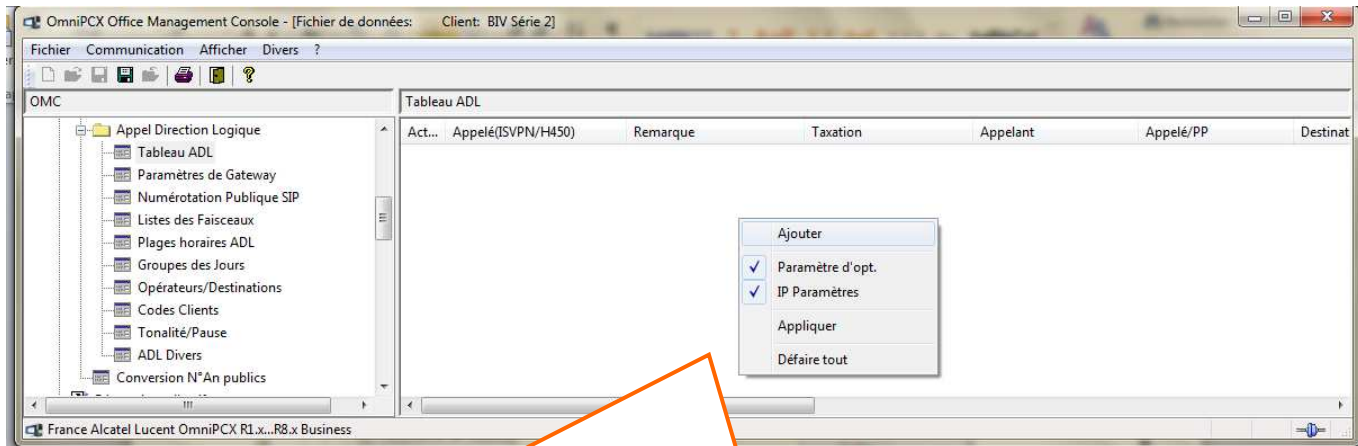 OmniPCX Office Management Console - [Fichier de données: Client: BIV Série 2]
Fichier Communication Afficher Divers ?
OMC
Tableau ADL
Appel Direction Logique
Tableau ADL
Paramètres de Gateway
Numérotation Publique SIP
Listes des Faisceaux
Plages horaires ADL
Groupes des Jours
Opérateurs/Destinations
Codes Clients
Tonalité/Pause
ADL Divers
Conversion N°An publics
Act... Appelé(ISVPN/H450) Remarque Taxation Appelant Appelé/PP Destinat
Ajouter
Paramètre d'opt.
IP Paramètres
Appliquer
Défaire tout
France Alcatel Lucent OmniPCX R1.x...R8.x Business